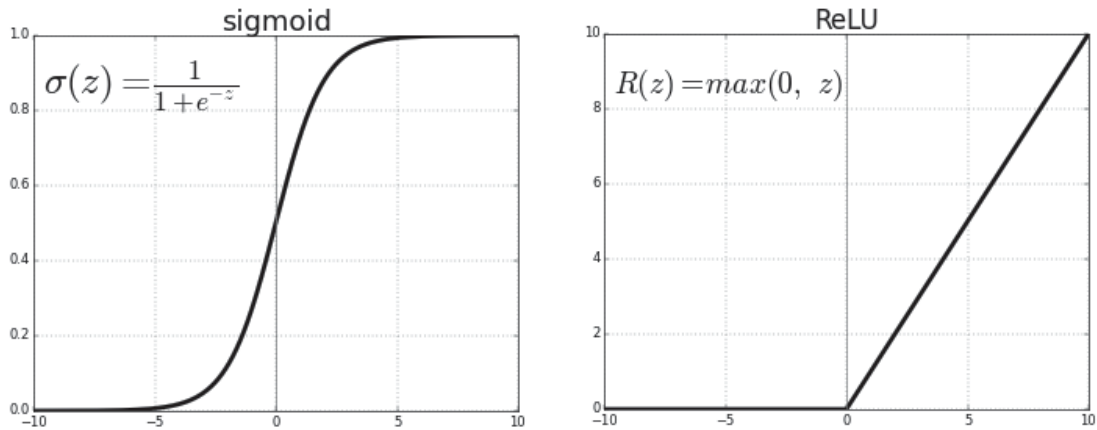 sigmoid
σ(z) = 1 / (1 + e^{-z})
1.0
0.8
0.6
0.4
0.2
0.0
-10 -5 0 5 10
ReLU
R(z) = max(0, z)
10
8
6
4
2
0
-10 -5 0 5 10